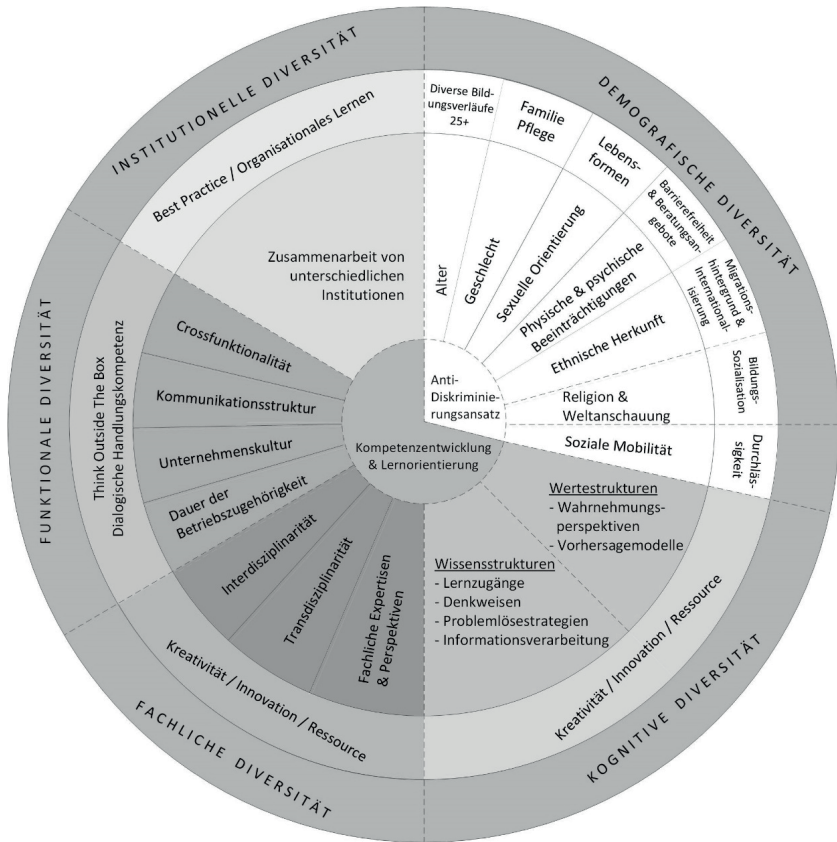 INSTITUTIONELLE DIVERSITÄT
Best Practice / Organisationales Lernen
Zusammenarbeit von
unterschiedlichen
Institutionen
DEMOGRAFISCHE DIVERSITÄT
Diverse Bild-
ungsverläufe
25+
Familie
Pflege
Lebens-
formen
Barrierefreiheit
& Beratungsan-
gebote
Migrations-
hintergrund &
International-
isierung
Bildungs-
Sozialisation
Durchläs-
sigkeit
Alter
Geschlecht
Sexuelle Orientierung
Physische & psychische
Beeinträchtigungen
Ethnische Herkunft
Religion &
Weltanschauung
Soziale Mobilität
Anti-
Diskriminie-
rungsansatz
Kompetenzentwicklung
& Lernorientierung
FUNKTIONALE DIVERSITÄT
Think Outside The Box
Dialogische Handlungskompetenz
Crossfunktionalität
Kommunikationsstruktur
Unternehmenskultur
Dauer der
Betriebszugehörigkeit
FACHLICHE DIVERSITÄT
Kreativität / Innovation / Ressource
Interdisziplinarität
Transdisziplinarität
Fachliche Expertisen
& Perspektiven
KOGNITIVE DIVERSITÄT
Kreativität / Innovation / Ressource
Wertestrukturen
- Wahrnehmungs-
perspektiven
- Vorhersagemodelle
Wissensstrukturen
- Lernzugänge
- Denkweisen
- Problemlösestrategien
- Informationsverarbeitung